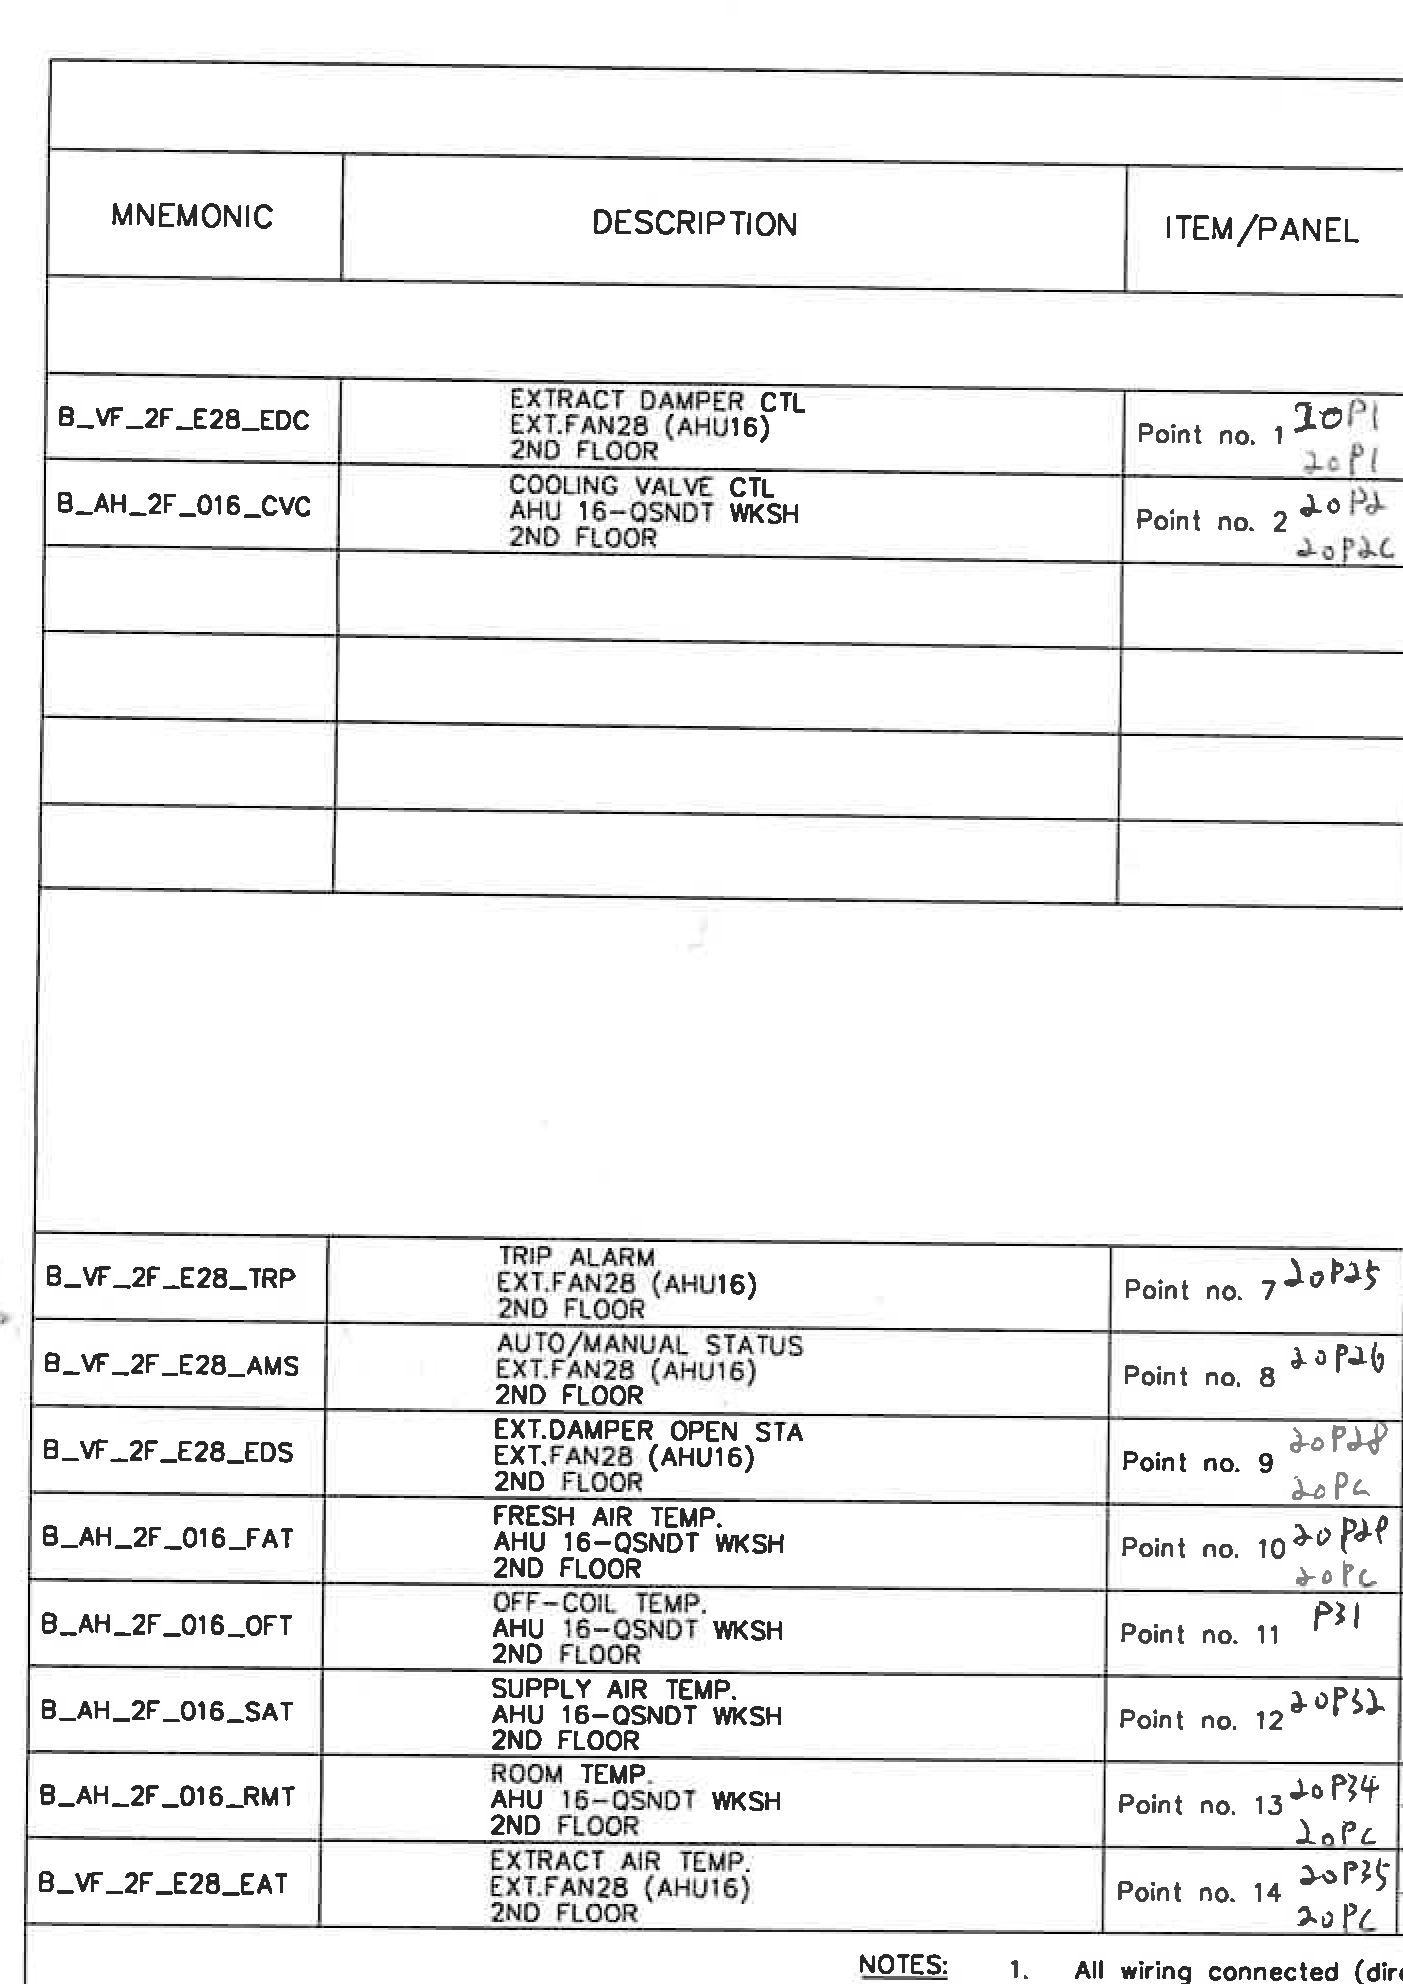 MNEMONIC DESCRIPTION ITEM/PANEL
B_VF_2F_E28_EDC
EXTRACT DAMPER CTL
EXT.FAN28 (AHU16)
2ND FLOOR
Point no. 1 20P1
20P1
B_AH_2F_016_CVC
COOLING VALVE CTL
AHU 16-QSNDT WKSH
2ND FLOOR
Point no. 2 20P2
20P2C
B_VF_2F_E28_TRP
TRIP ALARM
EXT.FAN28 (AHU16)
2ND FLOOR
Point no. 7 20P25
B_VF_2F_E28_AMS
AUTO/MANUAL STATUS
EXT.FAN28 (AHU16)
2ND FLOOR
Point no. 8 20P26
B_VF_2F_E28_EDS
EXT.DAMPER OPEN STA
EXT.FAN28 (AHU16)
2ND FLOOR
Point no. 9 20P28
20PC
B_AH_2F_016_FAT
FRESH AIR TEMP.
AHU 16-QSNDT WKSH
2ND FLOOR
Point no. 10 20P29
20PC
B_AH_2F_016_OFT
OFF-COIL TEMP.
AHU 16-QSNDT WKSH
2ND FLOOR
Point no. 11 P31
B_AH_2F_016_SAT
SUPPLY AIR TEMP.
AHU 16-QSNDT WKSH
2ND FLOOR
Point no. 12 20P32
B_AH_2F_016_RMT
ROOM TEMP.
AHU 16-QSNDT WKSH
2ND FLOOR
Point no. 13 20P34
20PC
B_VF_2F_E28_EAT
EXTRACT AIR TEMP.
EXT.FAN28 (AHU16)
2ND FLOOR
Point no. 14 20P35
20PC
NOTES: 1. All wiring connected (dire